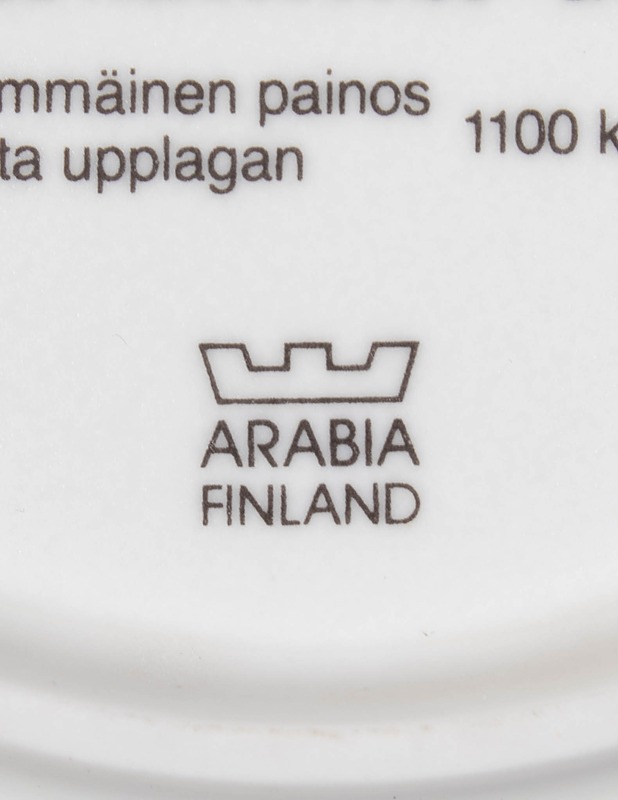 mmäinen painos
ta upplagan
1100 k
ARABIA
FINLAND